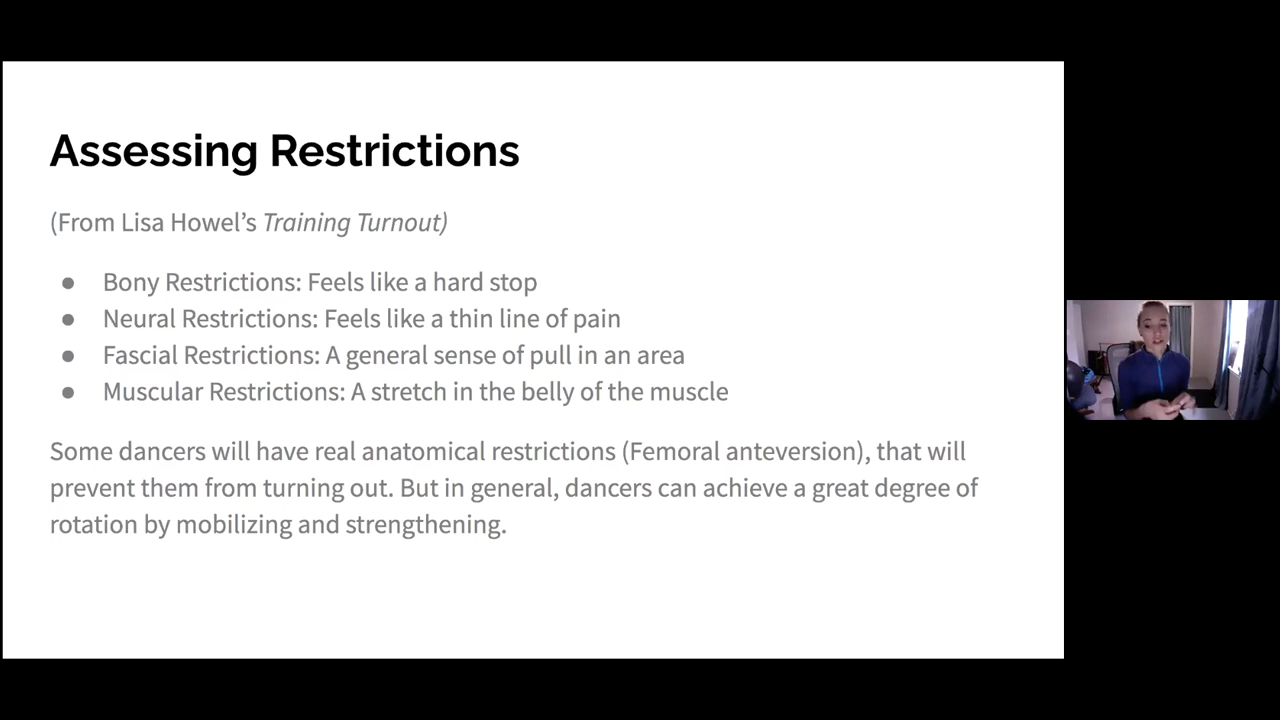 Assessing Restrictions
(From Lisa Howel’s Training Turnout)
● Bony Restrictions: Feels like a hard stop
● Neural Restrictions: Feels like a thin line of pain
● Fascial Restrictions: A general sense of pull in an area
● Muscular Restrictions: A stretch in the belly of the muscle
Some dancers will have real anatomical restrictions (Femoral anteversion), that will
prevent them from turning out. But in general, dancers can achieve a great degree of
rotation by mobilizing and strengthening.